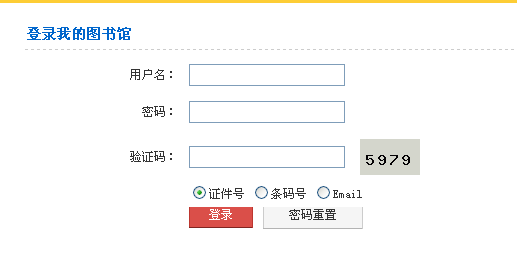 登录我的图书馆
用户名：
密码：
验证码： 5979
证件号 条码号 Email
登录 密码重置